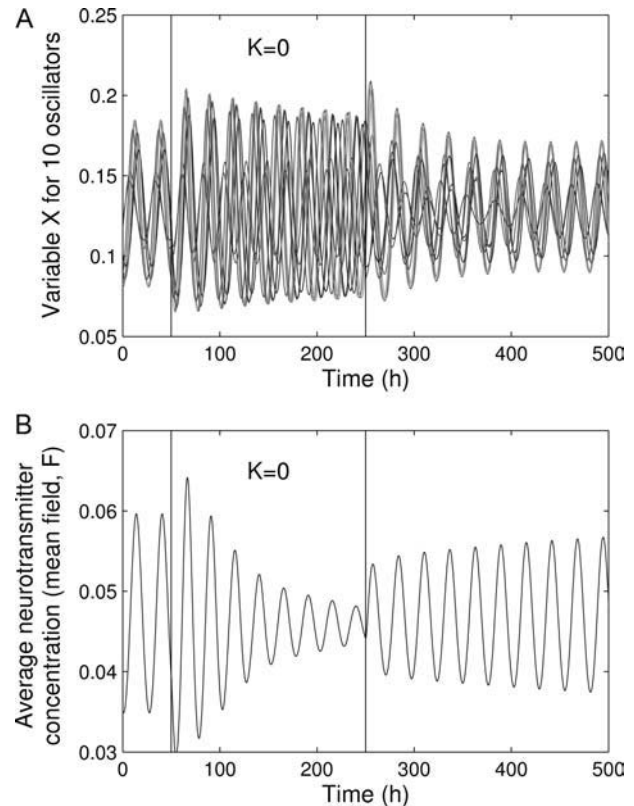 A
0.25
K=0
0.2
0.15
0.1
0.05
Variable X for 10 oscillators
0 100 200 300 400 500
Time (h)
B
0.07
K=0
0.06
0.05
0.04
0.03
Average neurotransmitter
concentration (mean field, F)
0 100 200 300 400 500
Time (h)